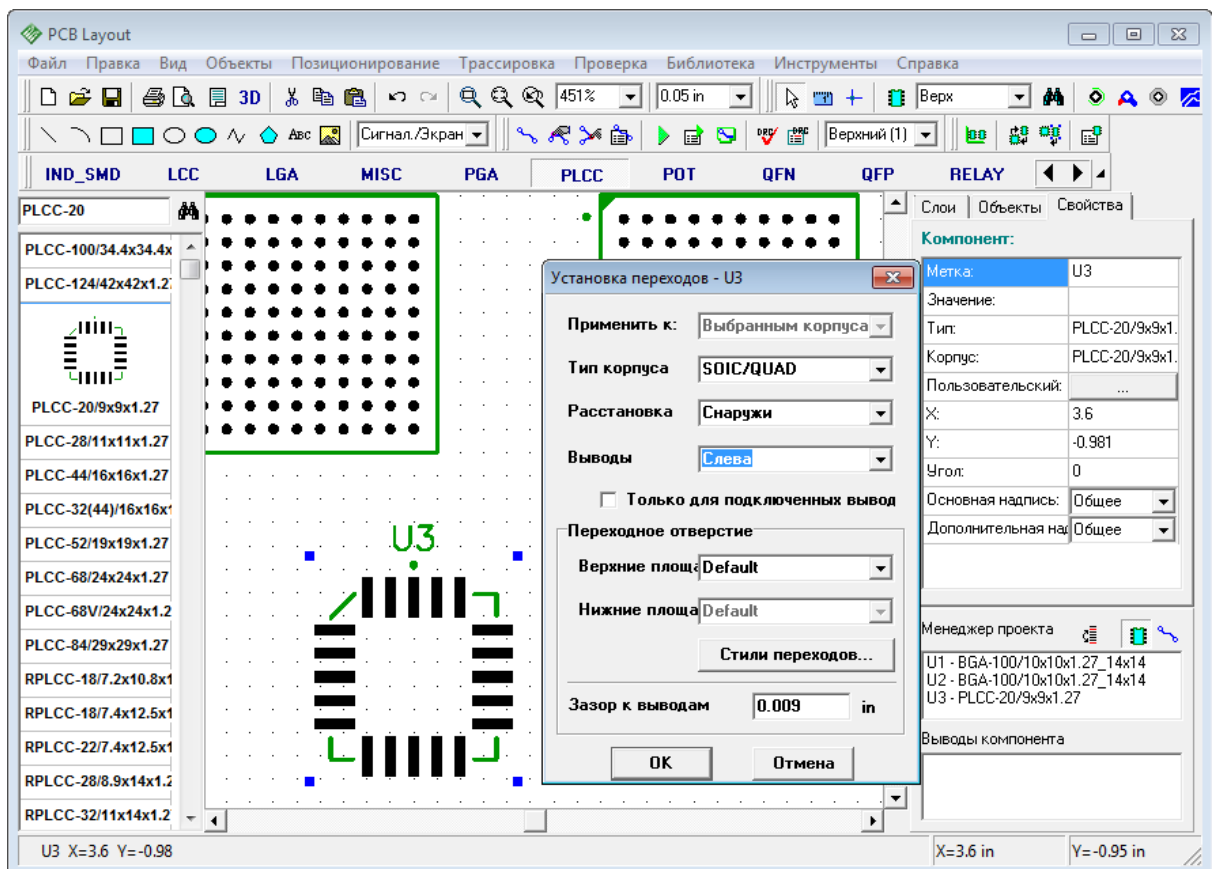 PCB Layout
Файл Правка Вид Объекты Позиционирование Трассировка Проверка Библиотека Инструменты Справка
3D 451% 0.05 in Верх
ABC Сигнал./Экран DRC DRC Верхний (1)
IND_SMD LCC LGA MISC PGA PLCC POT QFN QFP RELAY
PLCC-20
PLCC-100/34.4x34.4x
PLCC-124/42x42x1.27
PLCC-20/9x9x1.27
PLCC-28/11x11x1.27
PLCC-44/16x16x1.27
PLCC-32(44)/16x16x1
PLCC-52/19x19x1.27
PLCC-68/24x24x1.27
PLCC-68V/24x24x1.2
PLCC-84/29x29x1.27
RPLCC-18/7.2x10.8x1
RPLCC-18/7.4x12.5x1
RPLCC-22/7.4x12.5x1
RPLCC-28/8.9x14x1.2
RPLCC-32/11x14x1.2
U3
Установка переходов - U3
Применить к: Выбранным корпуса
Тип корпуса SOIC/QUAD
Расстановка Снаружи
Выводы Слева
Только для подключенных вывод
Переходное отверстие
Верхние площа Default
Нижние площа Default
Стили переходов...
Зазор к выводам 0.009 in
OK Отмена
Слои Объекты Свойства
Компонент:
Метка: U3
Значение:
Тип: PLCC-20/9x9x1.
Корпус: PLCC-20/9x9x1.
Пользовательский: ...
X: 3.6
Y: -0.981
Угол: 0
Основная надпись: Общее
Дополнительная над Общее
Менеджер проекта
U1 - BGA-100/10x10x1.27_14x14
U2 - BGA-100/10x10x1.27_14x14
U3 - PLCC-20/9x9x1.27
Выводы компонента
U3 X=3.6 Y=-0.98 X=3.6 in Y=-0.95 in